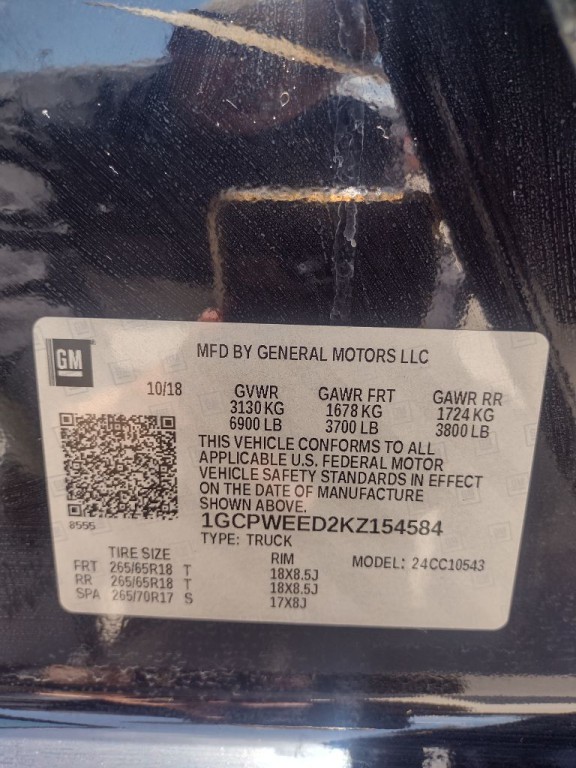 GM
MFD BY GENERAL MOTORS LLC
10/18 GVWR GAWR FRT GAWR RR
3130 KG 1678 KG 1724 KG
6900 LB 3700 LB 3800 LB
THIS VEHICLE CONFORMS TO ALL
APPLICABLE U.S. FEDERAL MOTOR
VEHICLE SAFETY STANDARDS IN EFFECT
ON THE DATE OF MANUFACTURE
SHOWN ABOVE.
8555
1GCPWEED2KZ154584
TYPE: TRUCK
TIRE SIZE RIM MODEL: 24CC10543
FRT 265/65R18 T 18X8.5J
RR 265/65R18 T 18X8.5J
SPA 265/70R17 S 17X8J